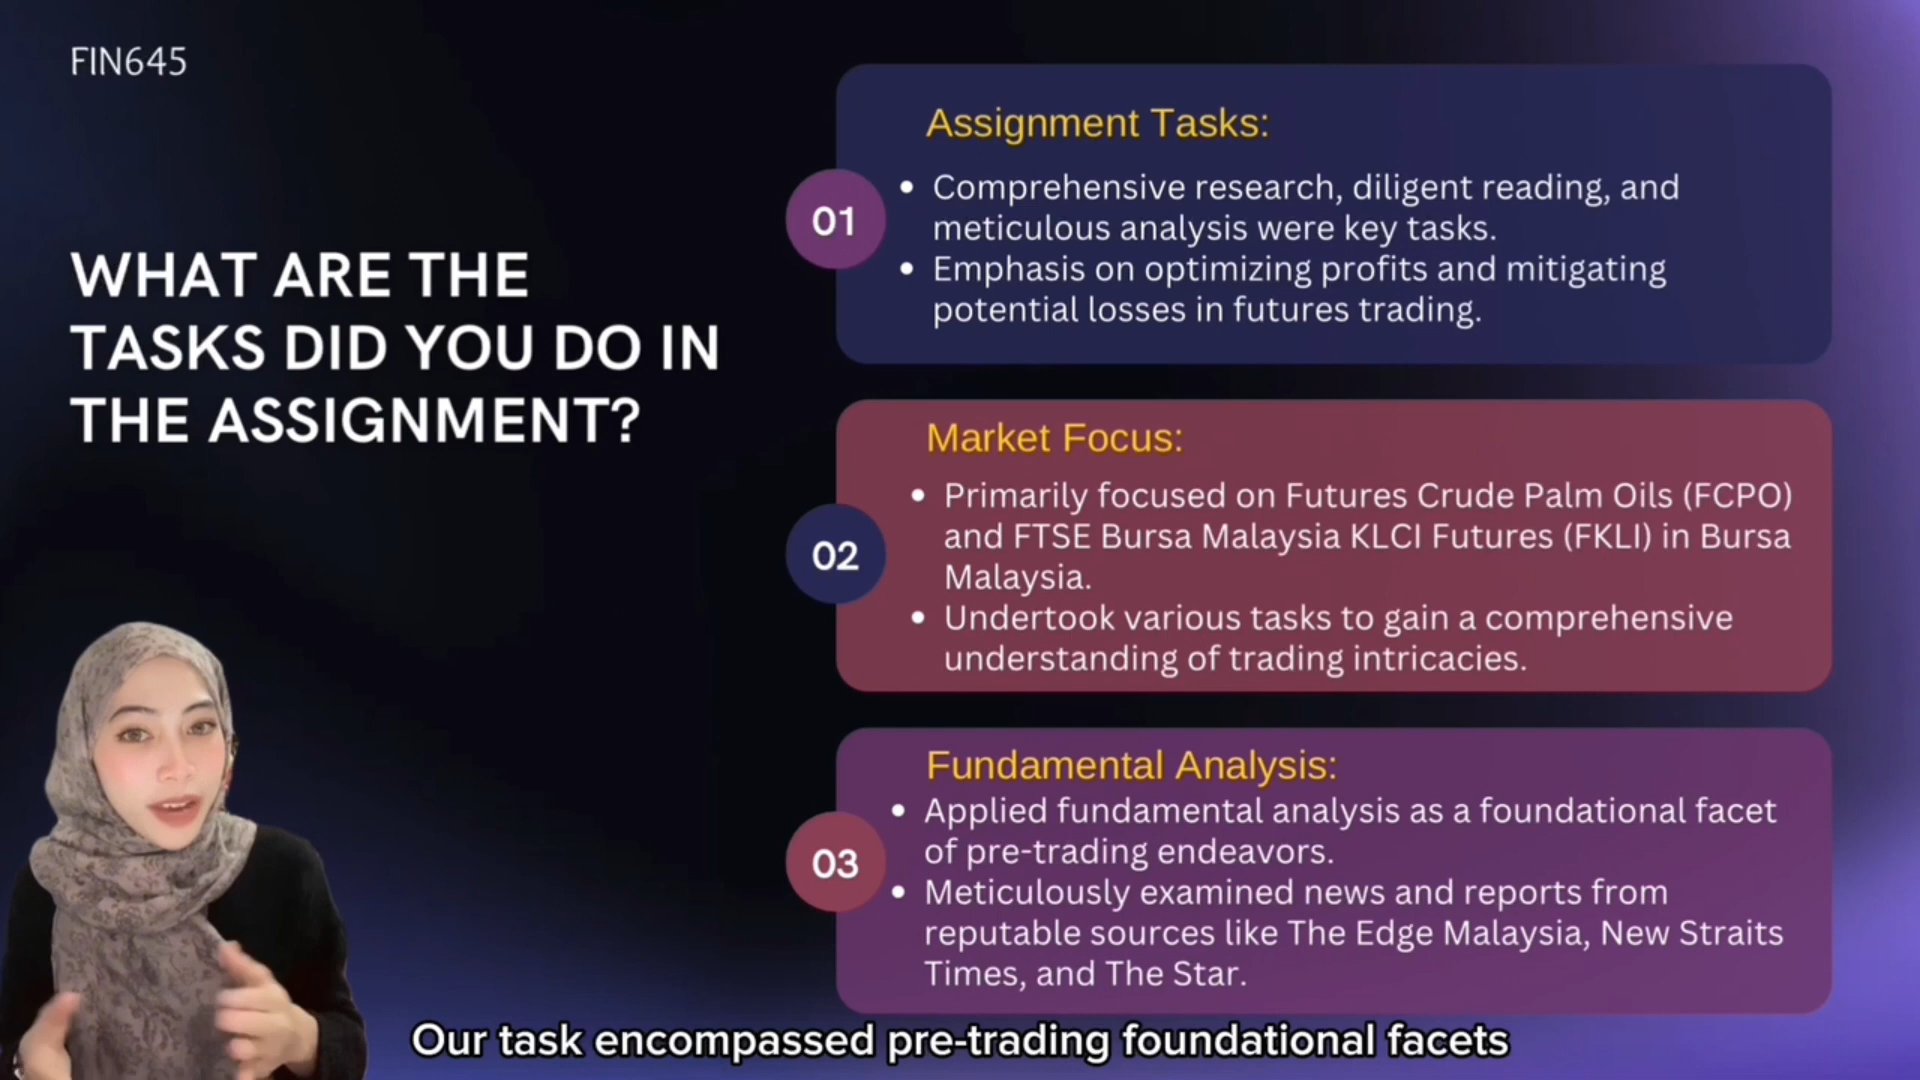 FIN645
WHAT ARE THE
TASKS DID YOU DO IN
THE ASSIGNMENT?
01
Assignment Tasks:
• Comprehensive research, diligent reading, and
meticulous analysis were key tasks.
• Emphasis on optimizing profits and mitigating
potential losses in futures trading.
02
Market Focus:
• Primarily focused on Futures Crude Palm Oils (FCPO)
and FTSE Bursa Malaysia KLCI Futures (FKLI) in Bursa
Malaysia.
• Undertook various tasks to gain a comprehensive
understanding of trading intricacies.
03
Fundamental Analysis:
• Applied fundamental analysis as a foundational facet
of pre-trading endeavors.
• Meticulously examined news and reports from
reputable sources like The Edge Malaysia, New Straits
Times, and The Star.
Our task encompassed pre-trading foundational facets